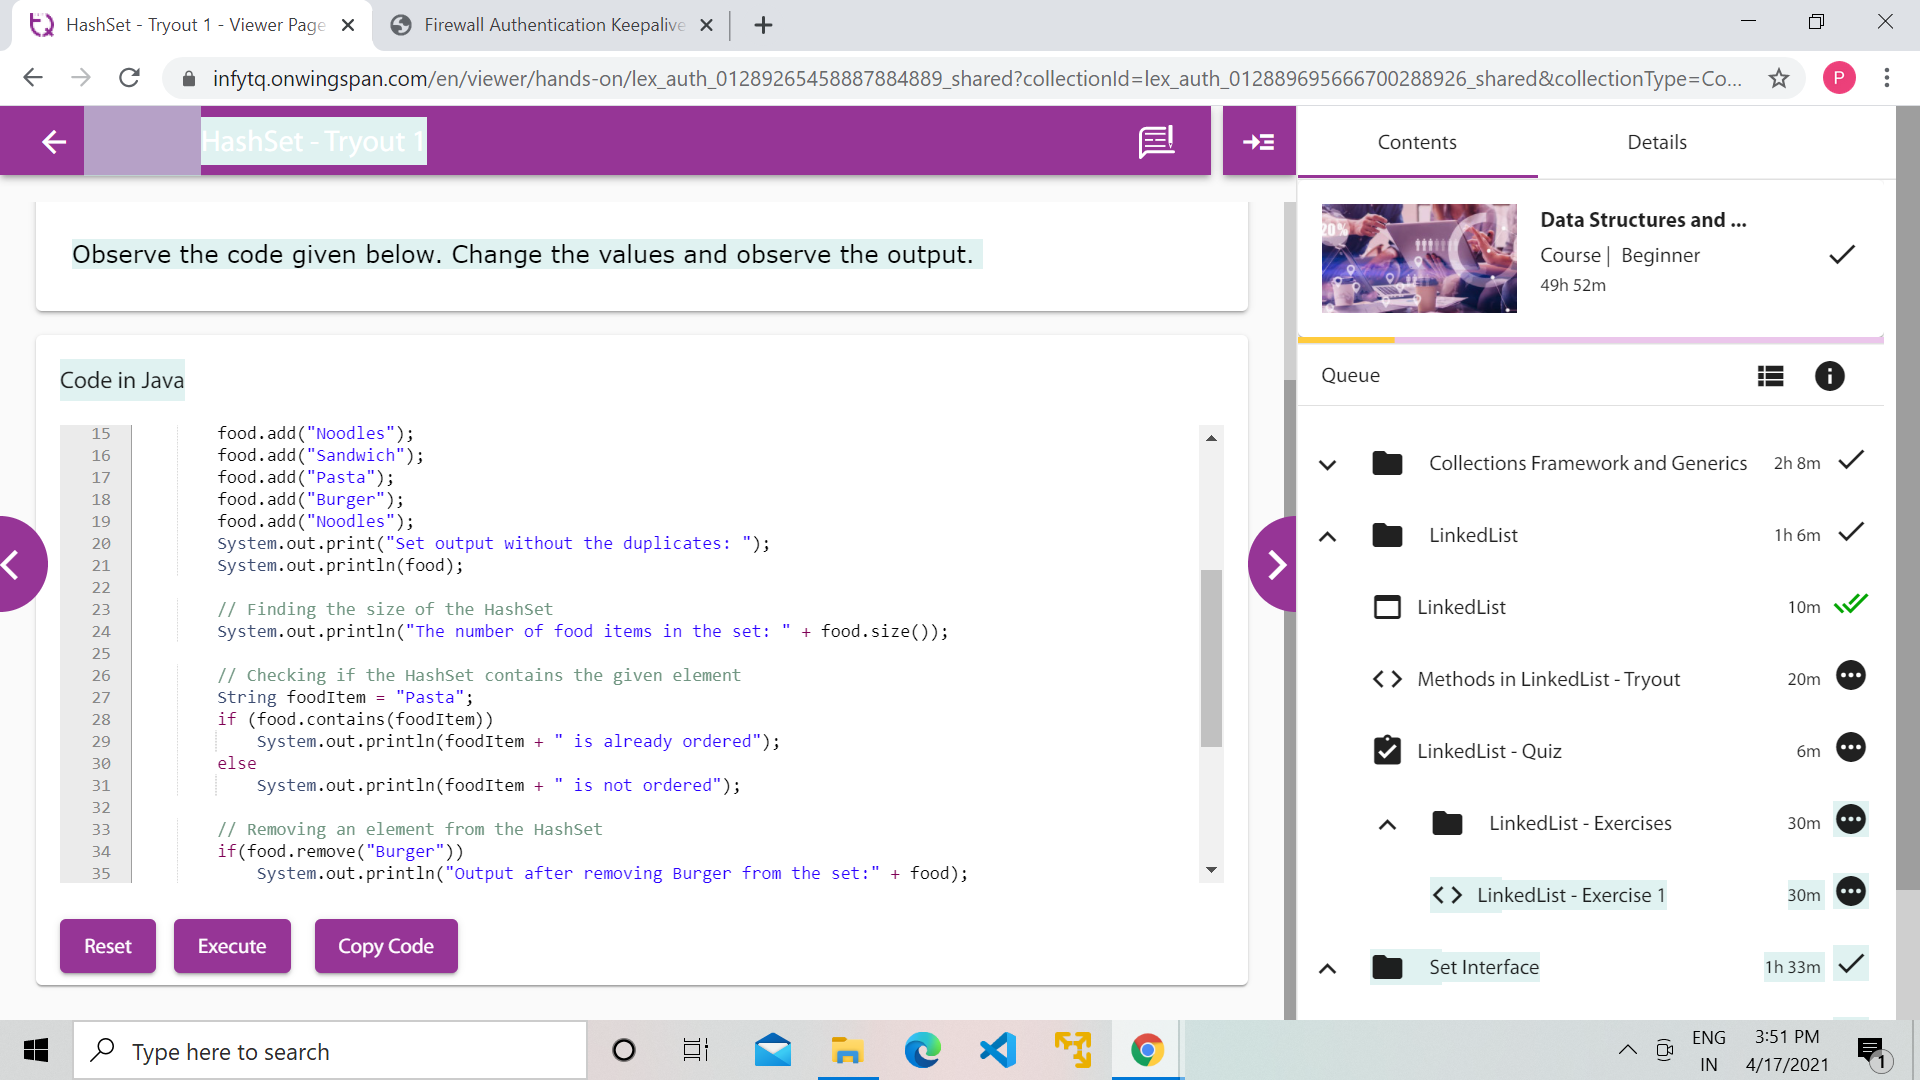 HashSet - Tryout 1 - Viewer Page
Firewall Authentication Keepalive
infytq.onwingspan.com/en/viewer/hands-on/lex_auth_01289265458887884889_shared?collectionId=lex_auth_012889695666700288926_shared&collectionType=Co...
P
HashSet - Tryout 1
Observe the code given below. Change the values and observe the output.
Code in Java
15 food.add("Noodles");
16 food.add("Sandwich");
17 food.add("Pasta");
18 food.add("Burger");
19 food.add("Noodles");
20 System.out.print("Set output without the duplicates: ");
21 System.out.println(food);
22
23 // Finding the size of the HashSet
24 System.out.println("The number of food items in the set: " + food.size());
25
26 // Checking if the HashSet contains the given element
27 String foodItem = "Pasta";
28 if (food.contains(foodItem))
29 System.out.println(foodItem + " is already ordered");
30 else
31 System.out.println(foodItem + " is not ordered");
32
33 // Removing an element from the HashSet
34 if(food.remove("Burger"))
35 System.out.println("Output after removing Burger from the set:" + food);
Reset Execute Copy Code
Contents Details
20%
Data Structures and ...
Course | Beginner
49h 52m
Queue
Collections Framework and Generics 2h 8m
LinkedList 1h 6m
LinkedList 10m
Methods in LinkedList - Tryout 20m
LinkedList - Quiz 6m
LinkedList - Exercises 30m
LinkedList - Exercise 1 30m
Set Interface 1h 33m
Type here to search
ENG
IN
3:51 PM
4/17/2021
1